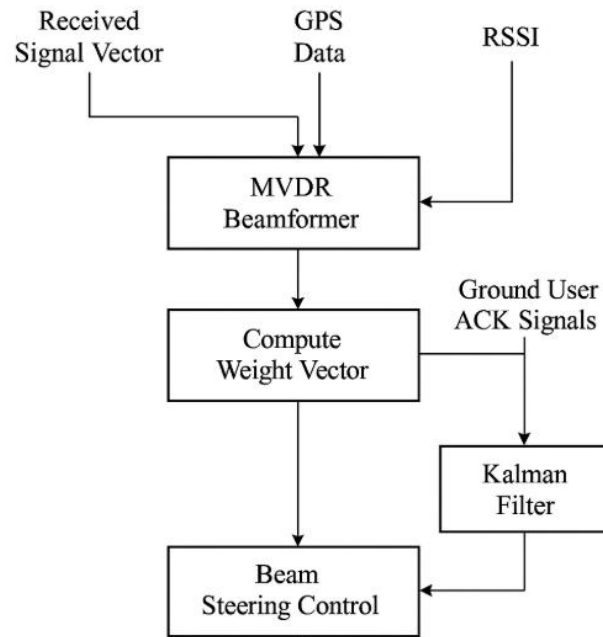 Received
Signal Vector
GPS
Data
RSSI
MVDR
Beamformer
Compute
Weight Vector
Ground User
ACK Signals
Kalman
Filter
Beam
Steering Control